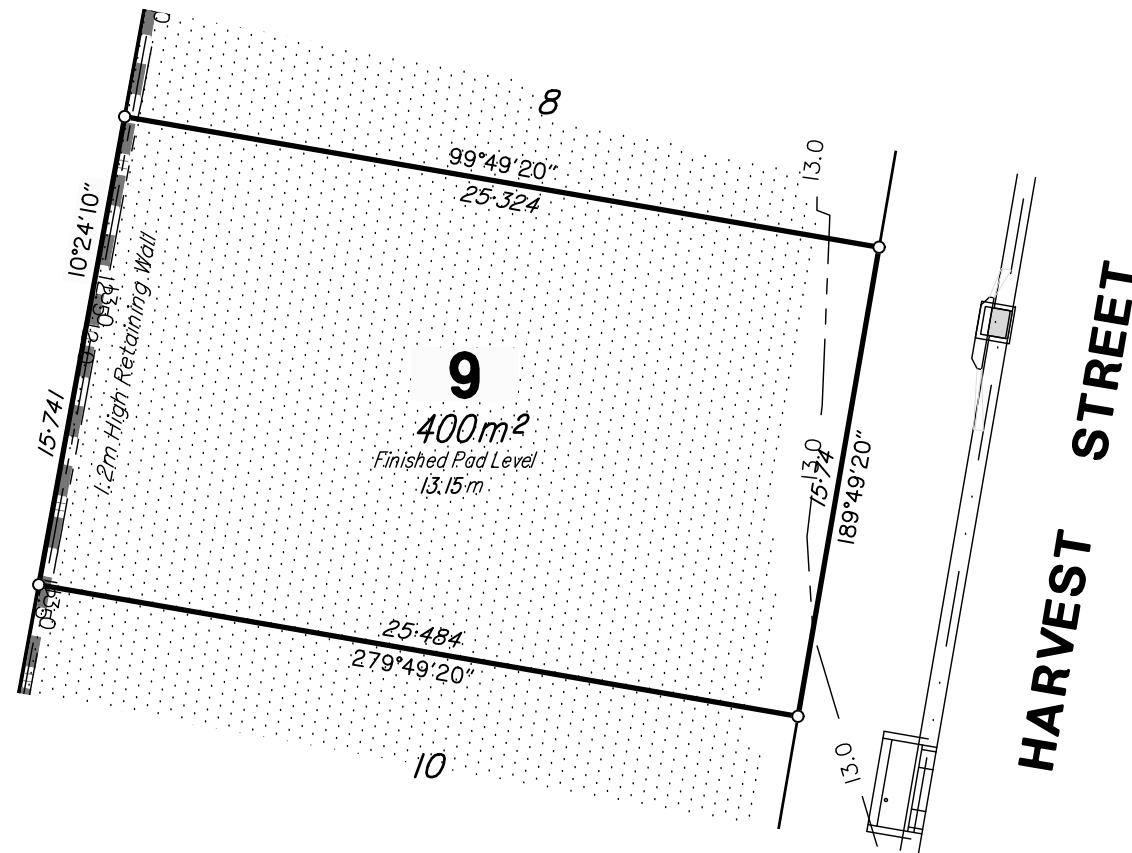 8
13.0
99°49'20"
25·324
10°24'10"
1.2m High Retaining Wall
15·741
9
400m²
Finished Pad Level
13.15m
13.0
15·74
189°49'20"
25·484
279°49'20"
10
13.0
HARVEST STREET